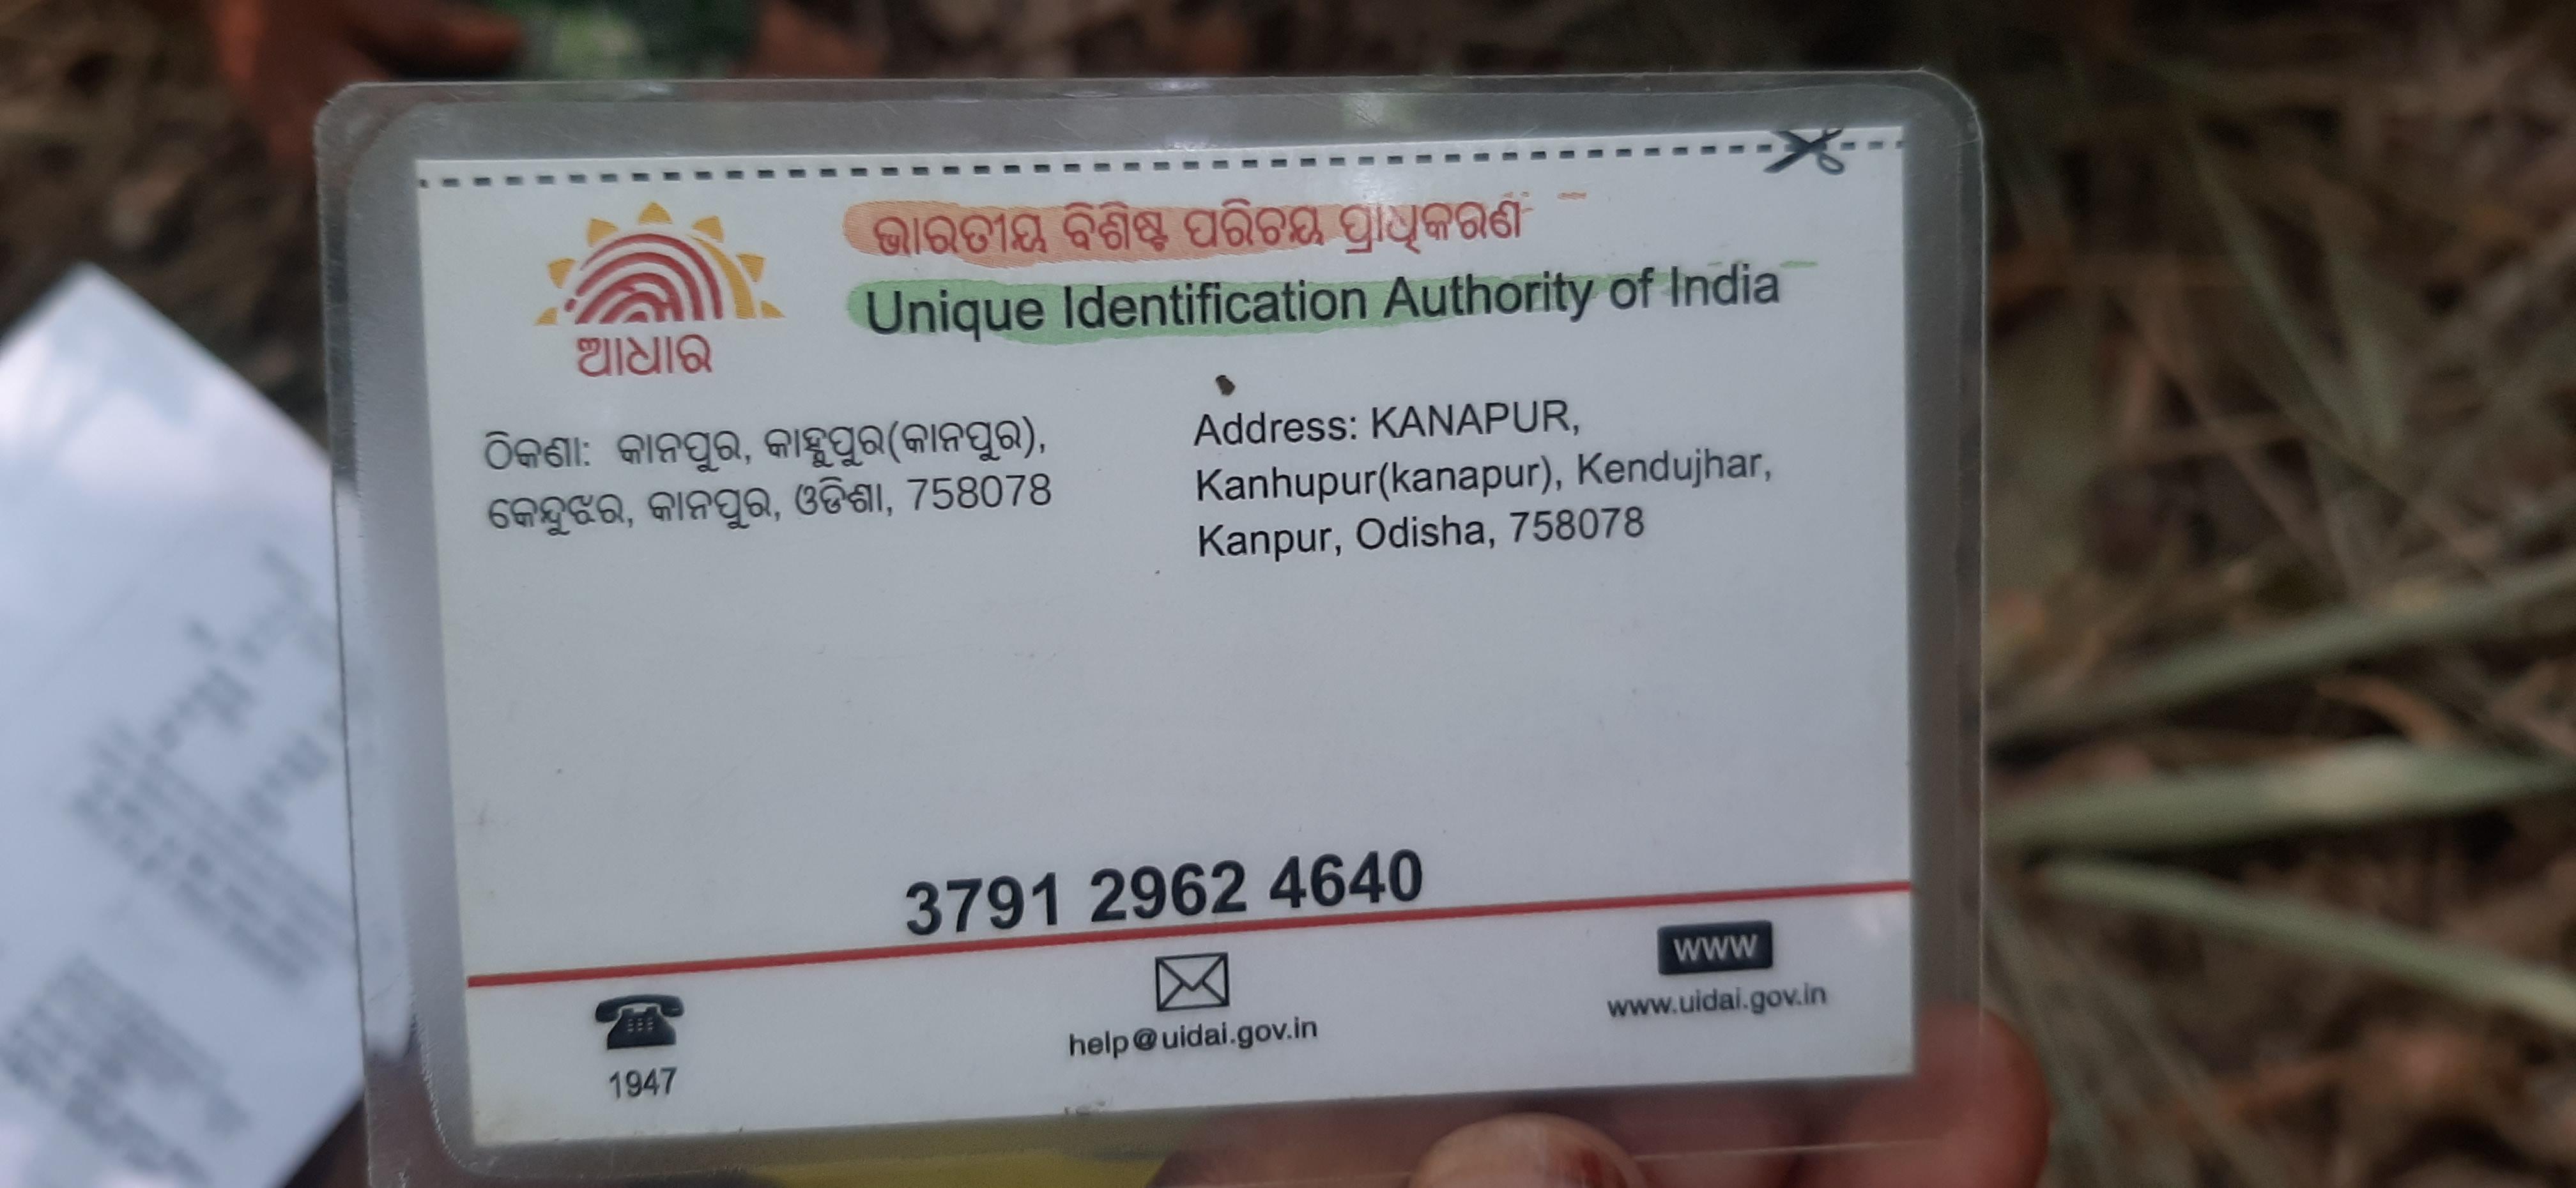 ଭାରତୀୟ ବିଶିଷ୍ଟ ପରିଚୟ ପ୍ରାଧିକରଣ
Unique Identification Authority of India
ଆଧାର
ଠିକଣା: କାନପୁର, କାହ୍ନୁପୁର(କାନପୁର),
କେନ୍ଦୁଝର, କାନପୁର, ଓଡିଶା, 758078
Address: KANAPUR,
Kanhupur(kanapur), Kendujhar,
Kanpur, Odisha, 758078
3791 2962 4640
1947
help@uidai.gov.in
www
www.uidai.gov.in